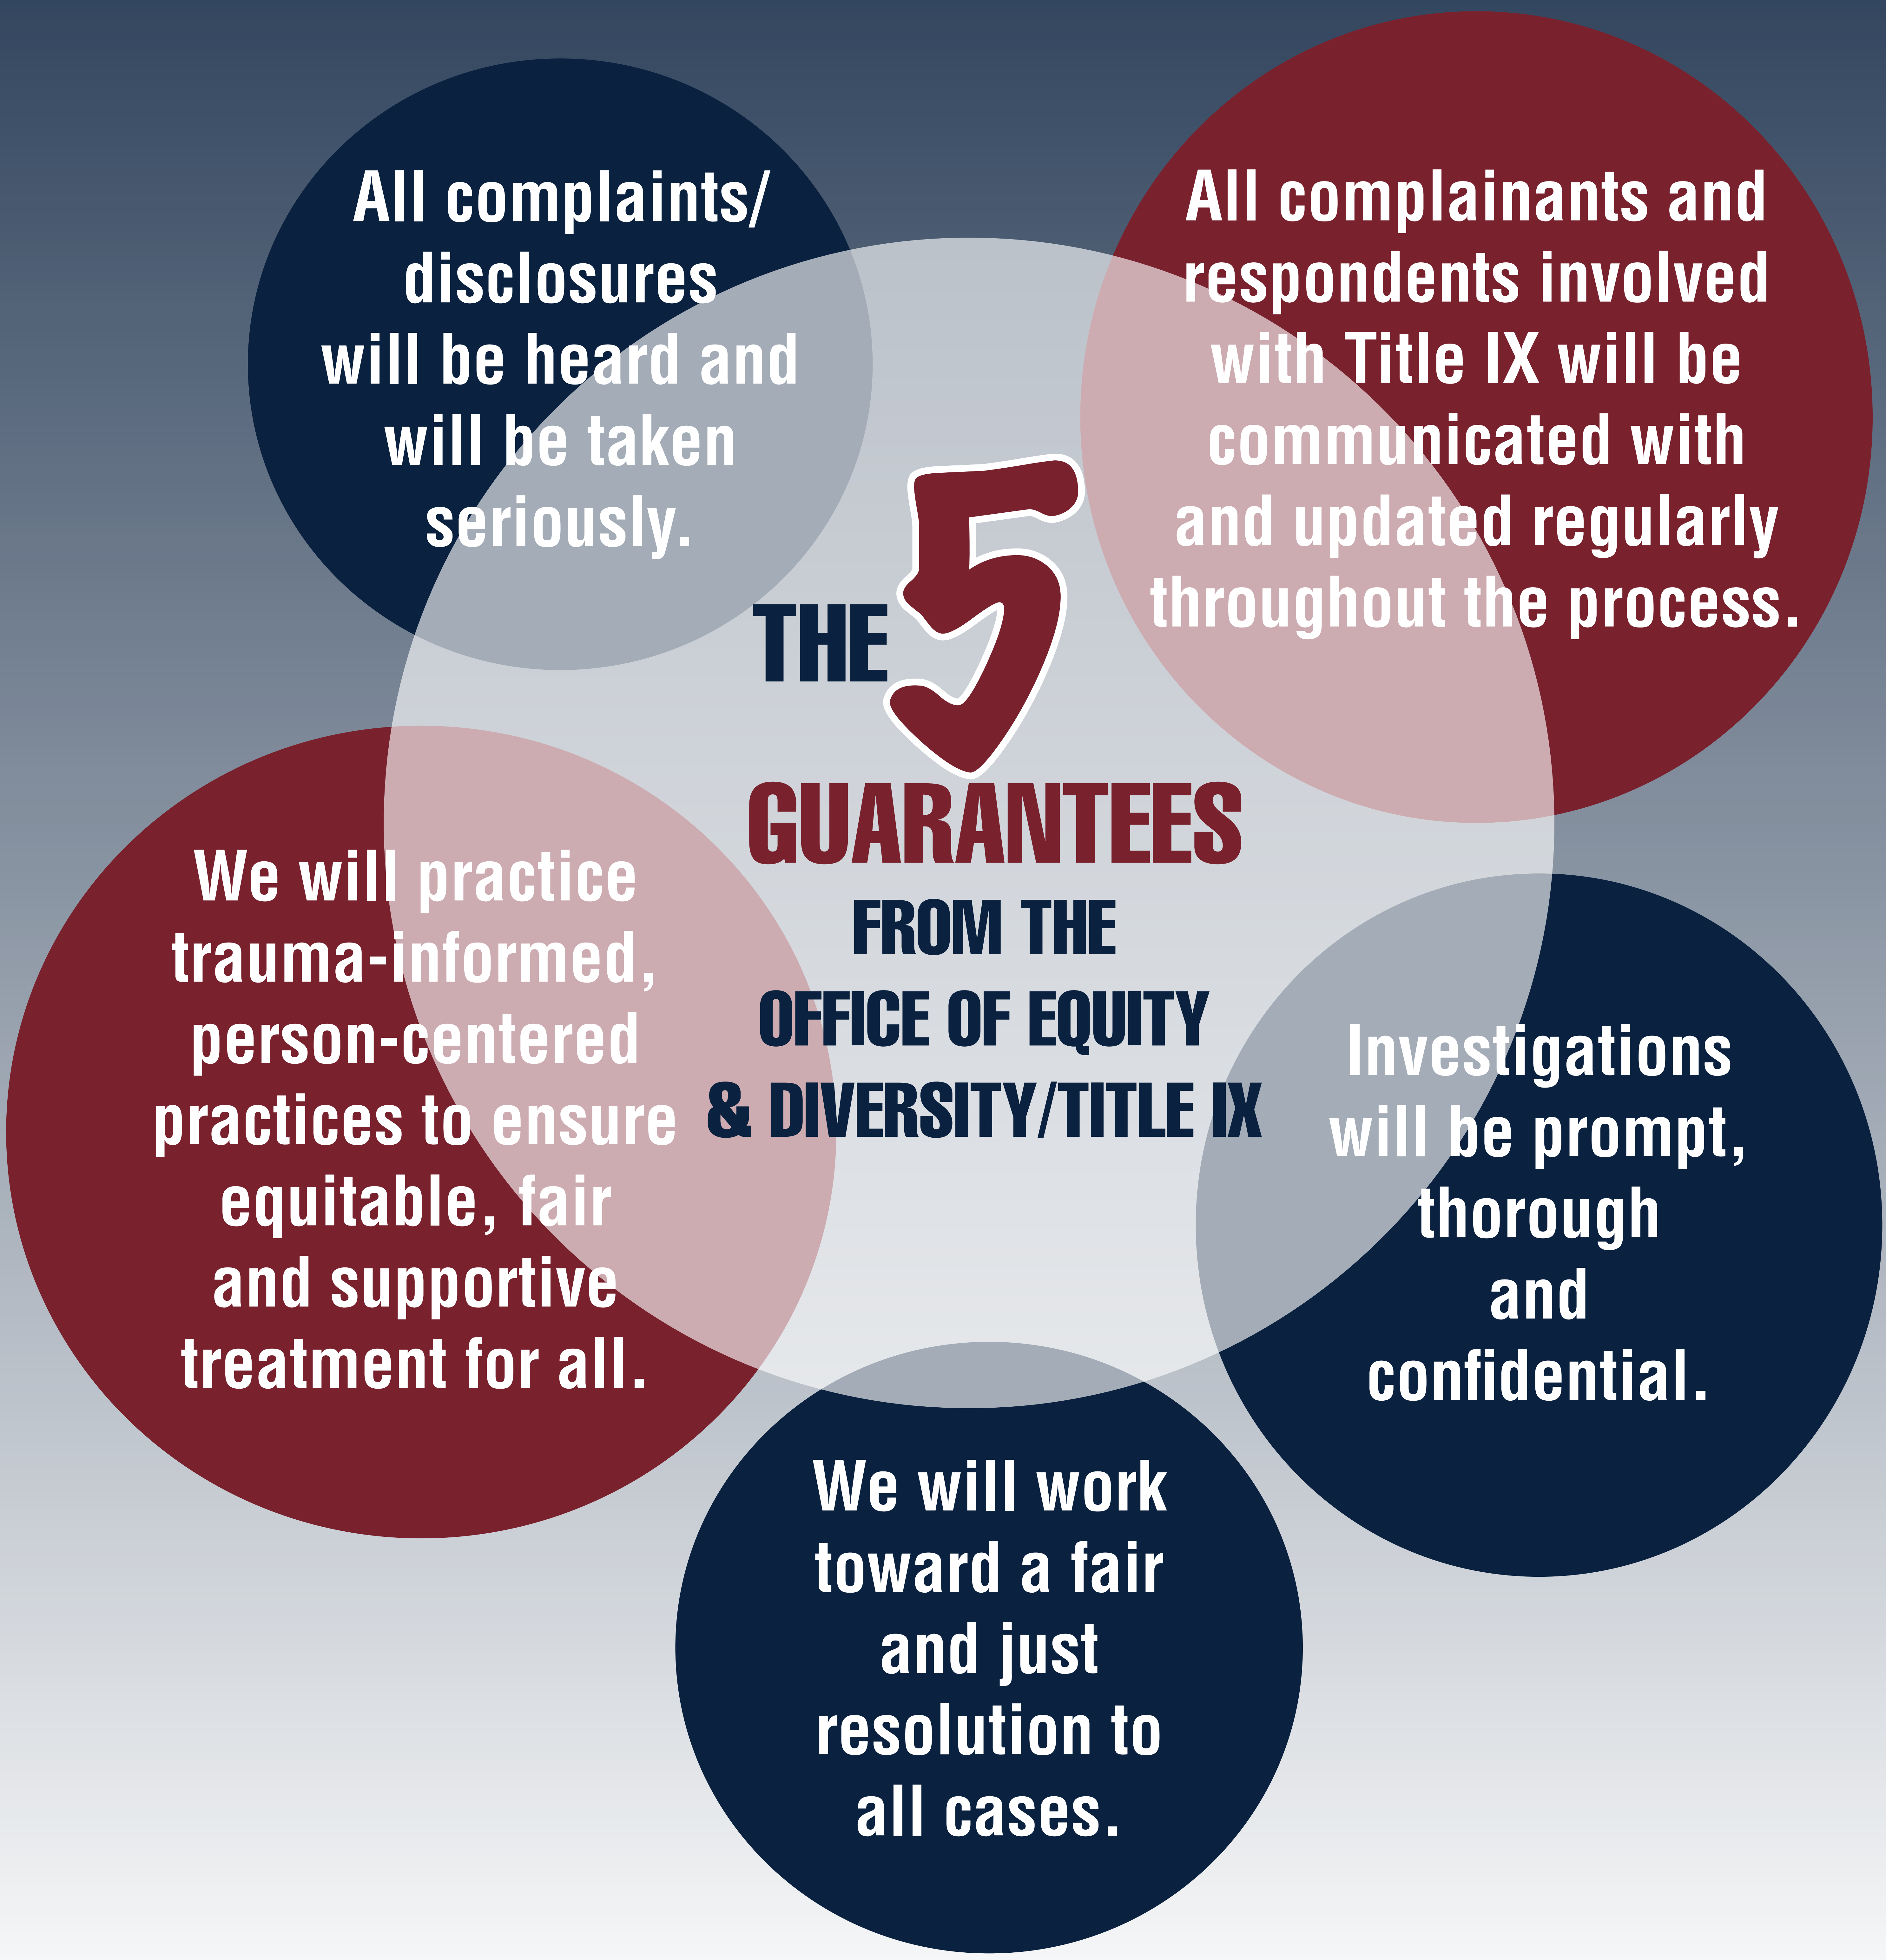 All complaints/
disclosures
will be heard and
will be taken
seriously.
All complainants and
respondents involved
with Title IX will be
communicated with
and updated regularly
throughout the process.
THE 5
GUARANTEES
FROM THE
OFFICE OF EQUITY
& DIVERSITY/TITLE IX
We will practice
trauma-informed,
person-centered
practices to ensure
equitable, fair
and supportive
treatment for all.
Investigations
will be prompt,
thorough
and
confidential.
We will work
toward a fair
and just
resolution to
all cases.